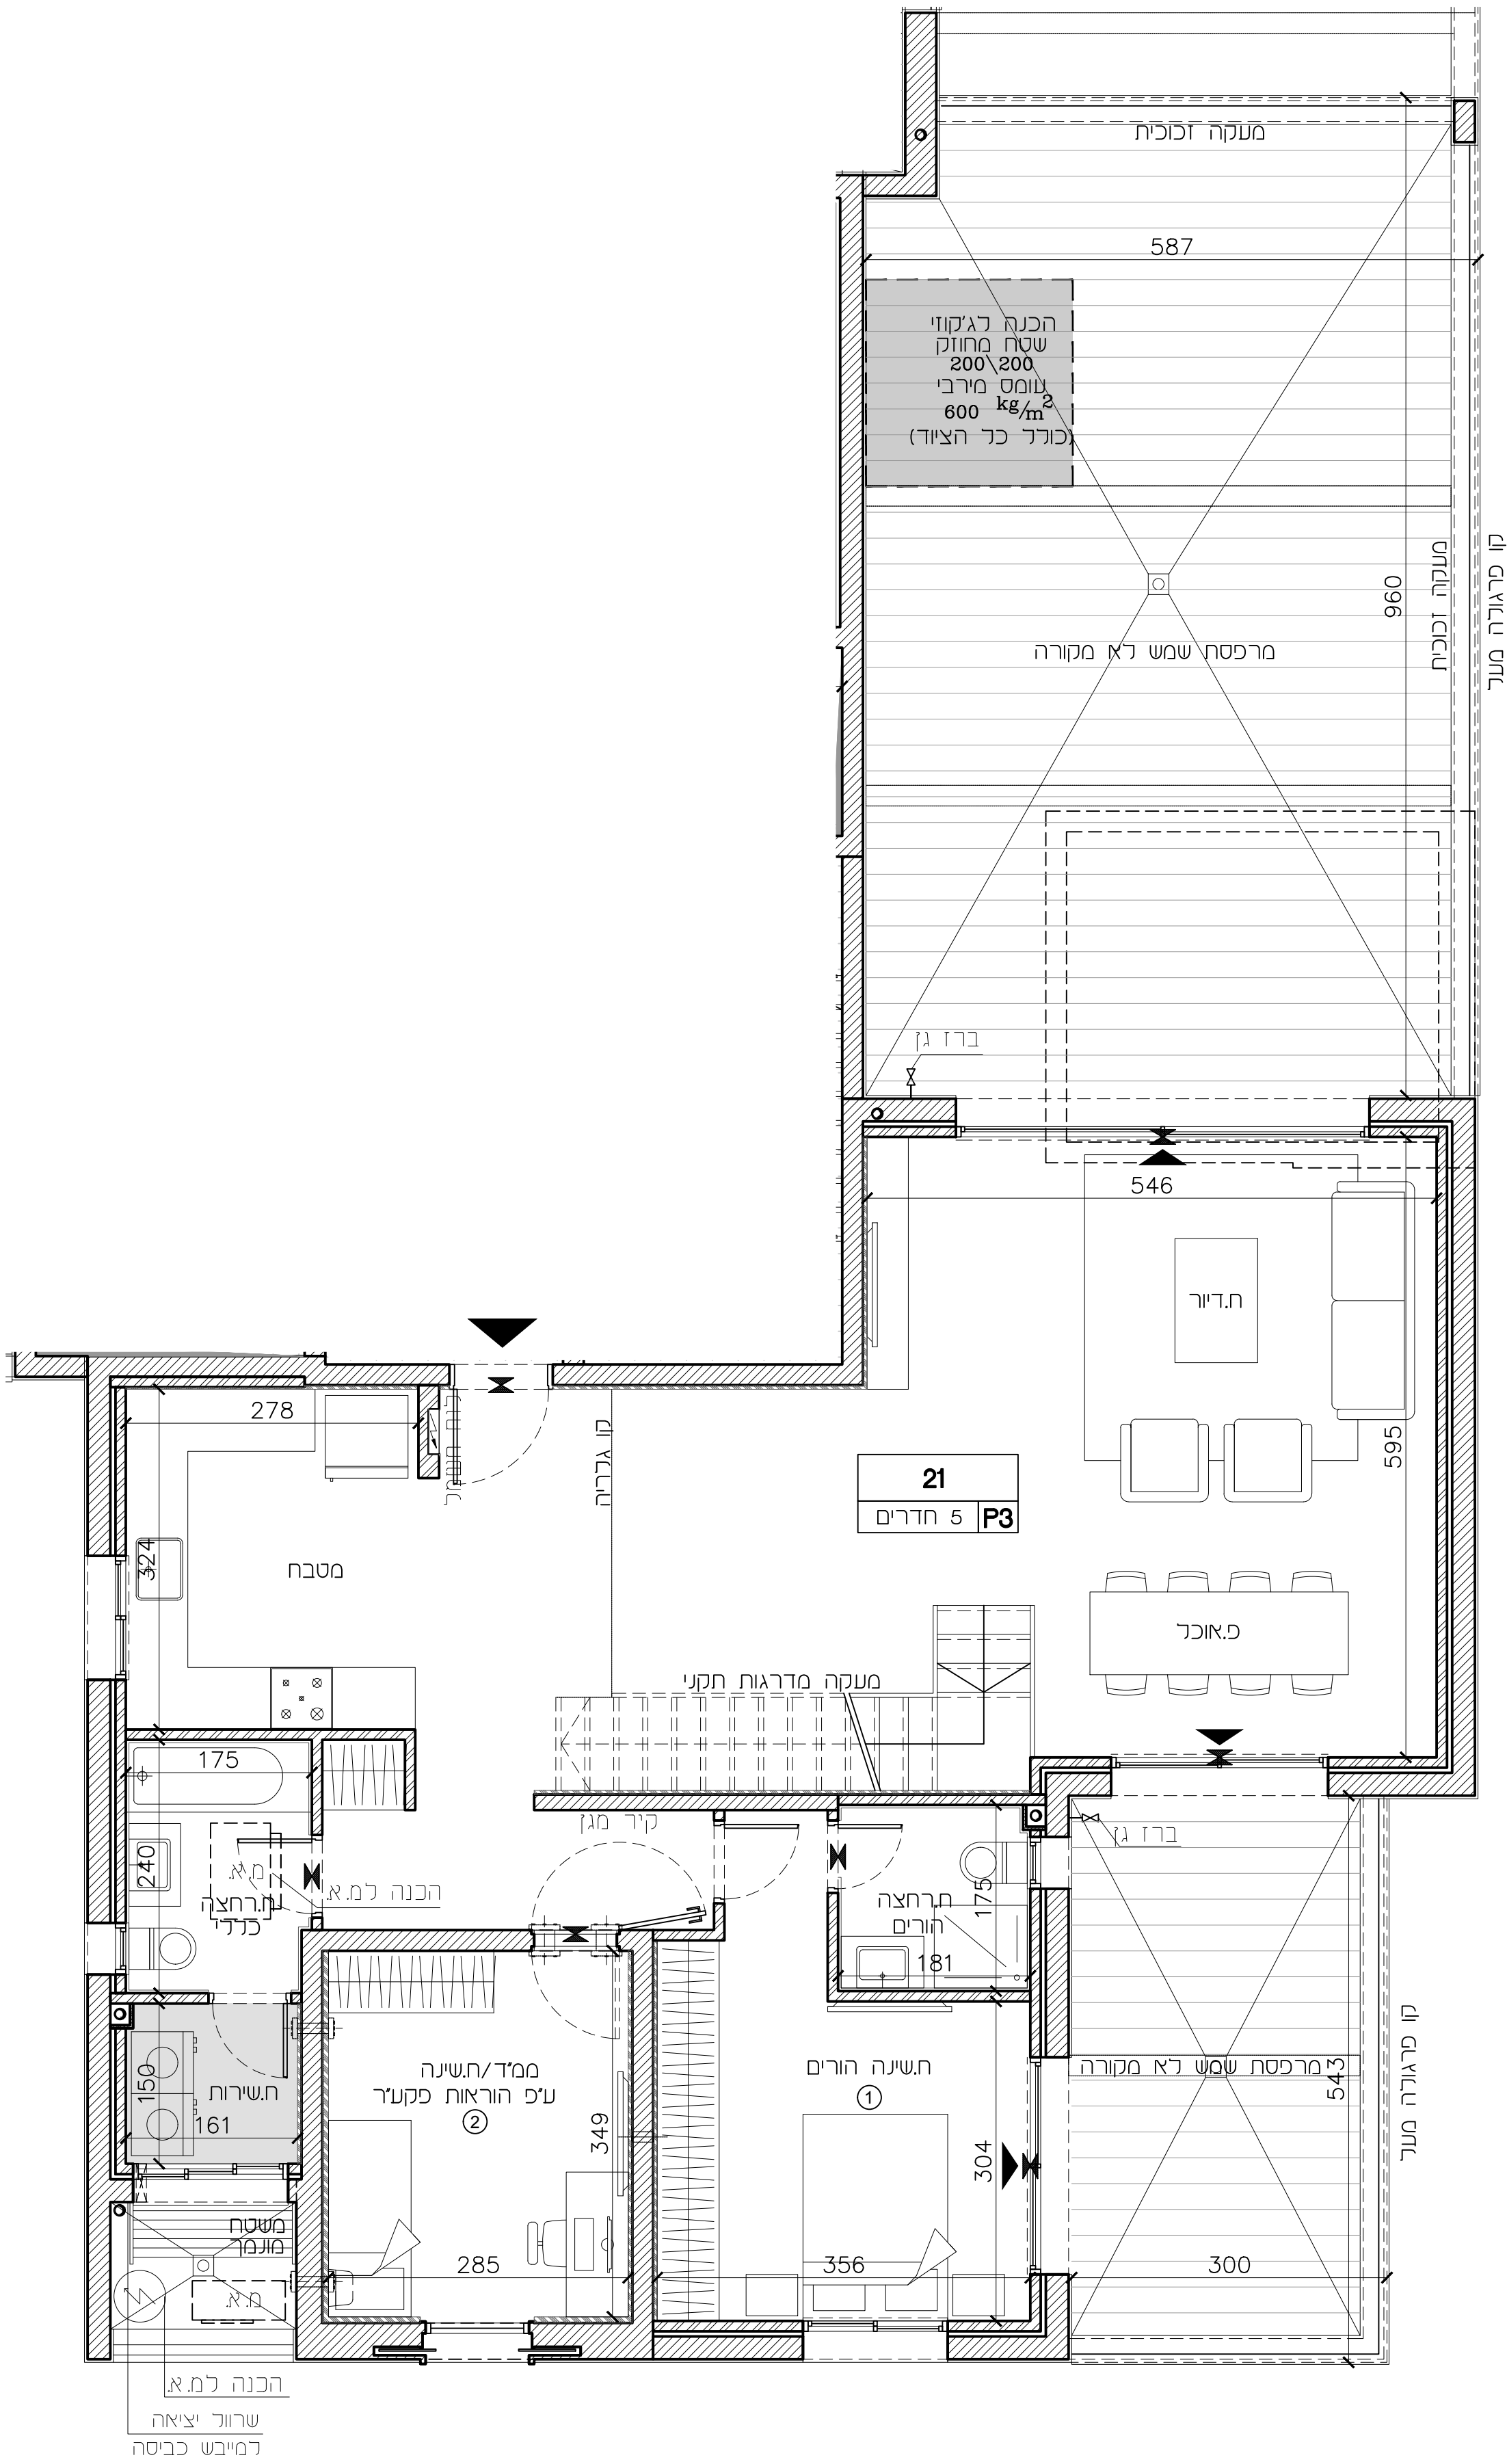 מעקה זכוכית
587
הכנה לג'קוזי
שטח מחוזק
200\200
עומס מירבי
600 kg/m²
(כולל כל הציוד)
מעקה זכוכית
קו פרגולה מעל
960
מרפסת שמש לא מקורה
ברז גן
546
ח.דיור
595
278
קו גלריה
21
5 חדרים
P3
324
מטבח
פ.אוכל
מעקה מדרגות תקני
175
קיר מגן
ברז גן
240
מ.א.
הכנה למ.א.
ח.רחצה
כללי
175
ח.רחצה
הורים
181
150
ח.שירות
161
ממ"ד/ח.שינה
ע"פ הוראות פקע"ר
2
349
ח.שינה הורים
1
304
מרפסת שמש לא מקורה
543
קו פרגולה מעל
משטח
מונמך
מ.א.
285
356
300
הכנה למ.א.
שרוול יציאה
למייבש כביסה